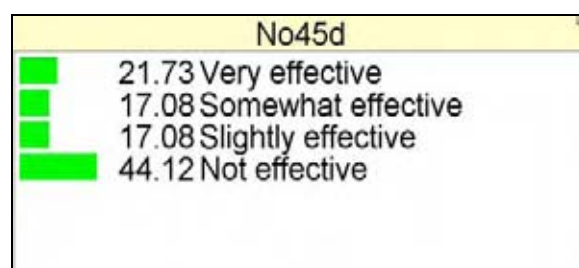 No45d
21.73 Very effective
17.08 Somewhat effective
17.08 Slightly effective
44.12 Not effective